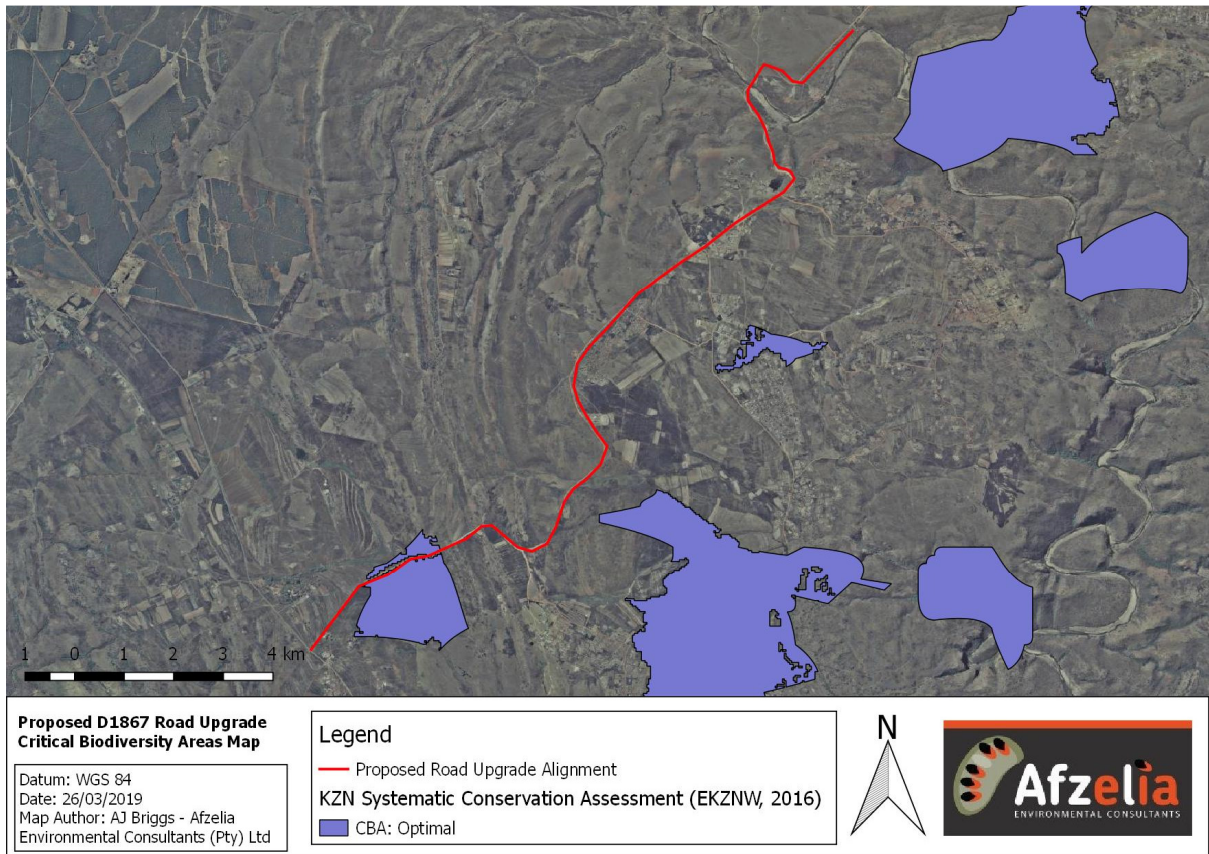 1 0 1 2 3 4 km
Proposed D1867 Road Upgrade
Critical Biodiversity Areas Map
Datum: WGS 84
Date: 26/03/2019
Map Author: AJ Briggs - Afzelia
Environmental Consultants (Pty) Ltd
Legend
Proposed Road Upgrade Alignment
KZN Systematic Conservation Assessment (EKZNW, 2016)
CBA: Optimal
N
Afzelia
ENVIRONMENTAL CONSULTANTS